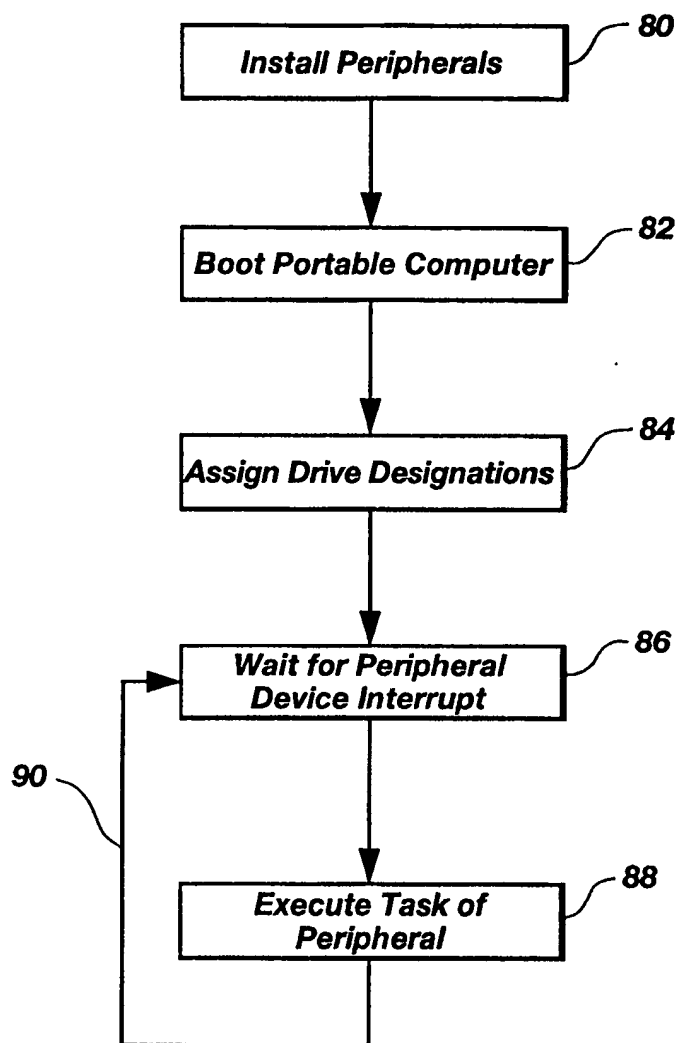 80
Install Peripherals
82
Boot Portable Computer
84
Assign Drive Designations
86
Wait for Peripheral
Device Interrupt
90
88
Execute Task of
Peripheral